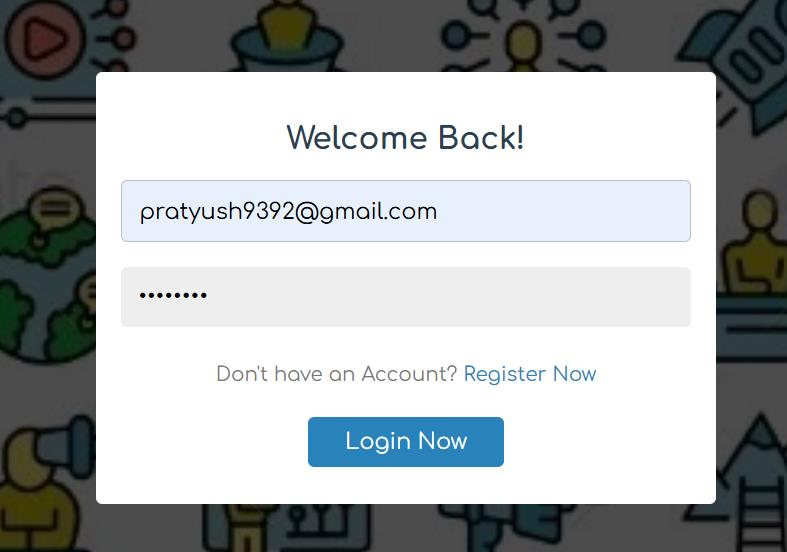 Welcome Back!
pratyush9392@gmail.com
••••••••
Don't have an Account? Register Now
Login Now